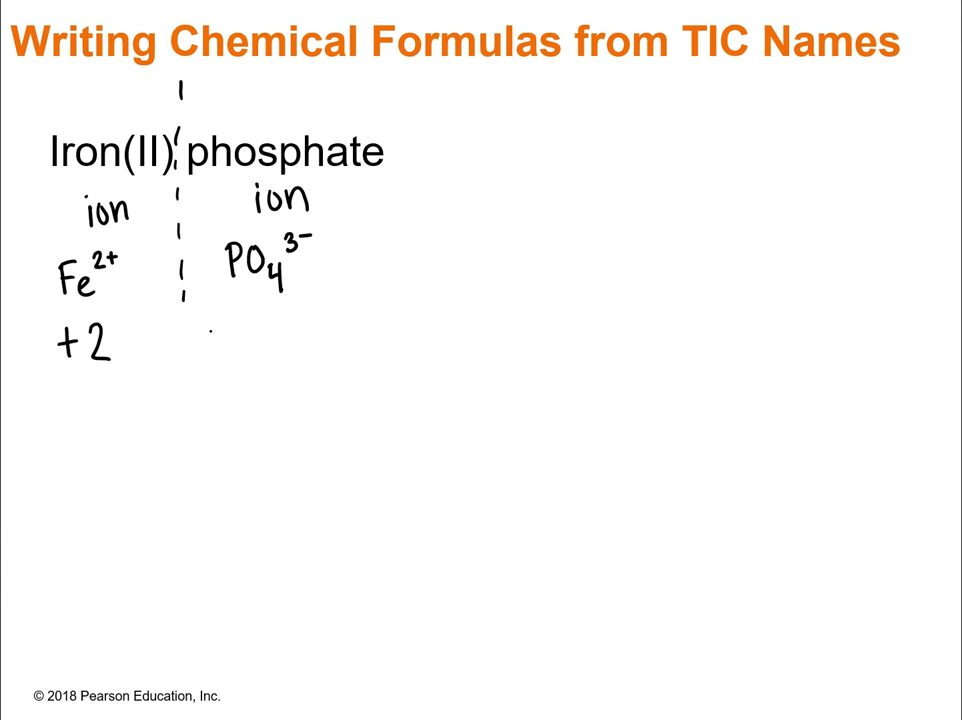 Writing Chemical Formulas from TIC Names
Iron(II) phosphate
ion ion
Fe²⁺ PO₄³⁻
+2
© 2018 Pearson Education, Inc.